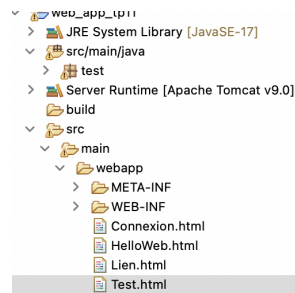 web_app_tp11
JRE System Library [JavaSE-17]
src/main/java
test
Server Runtime [Apache Tomcat v9.0]
build
src
main
webapp
META-INF
WEB-INF
Connexion.html
HelloWeb.html
Lien.html
Test.html